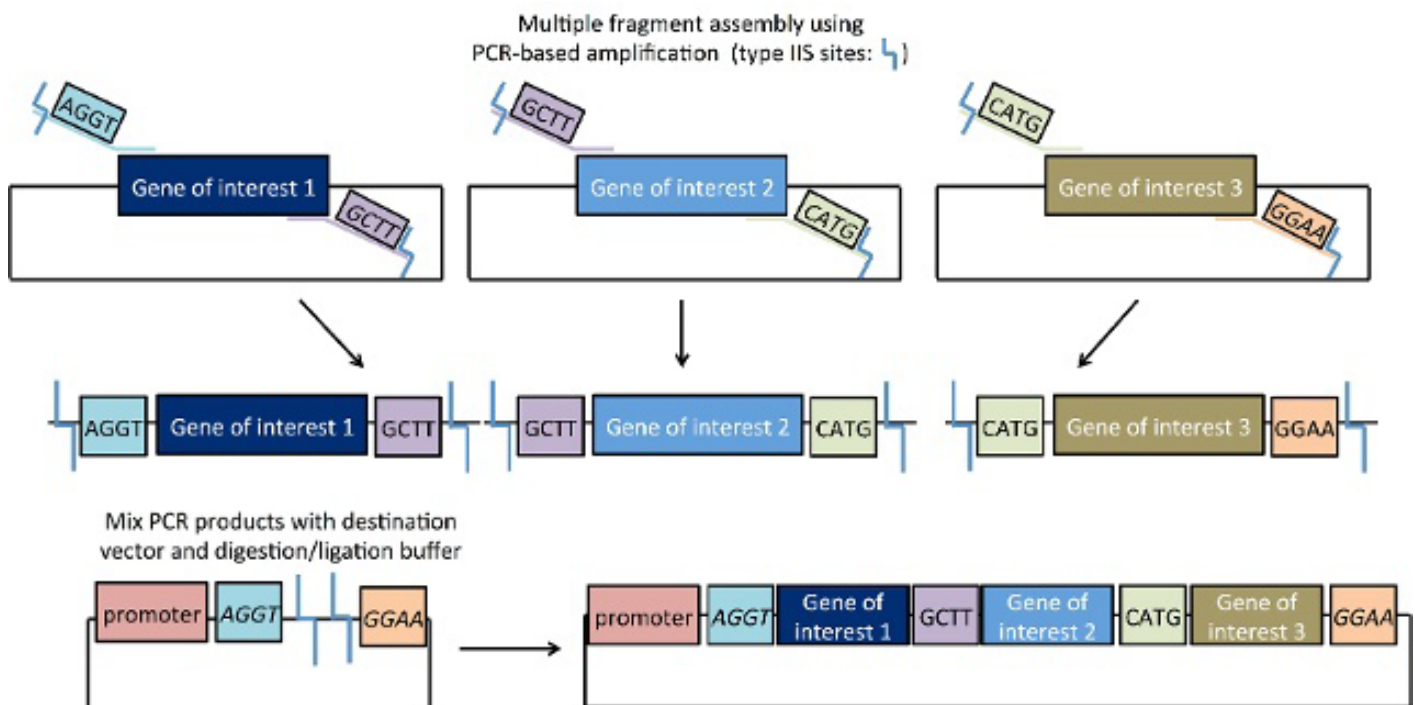 Multiple fragment assembly using
PCR-based amplification (type IIS sites: )
AGGT
GCTT
CATG
Gene of interest 1
Gene of interest 2
Gene of interest 3
GCTT
CATG
GGAA
AGGT Gene of interest 1 GCTT
GCTT Gene of interest 2 CATG
CATG Gene of interest 3 GGAA
Mix PCR products with destination
vector and digestion/ligation buffer
promoter AGGT GGAA
promoter AGGT Gene of interest 1 GCTT Gene of interest 2 CATG Gene of interest 3 GGAA